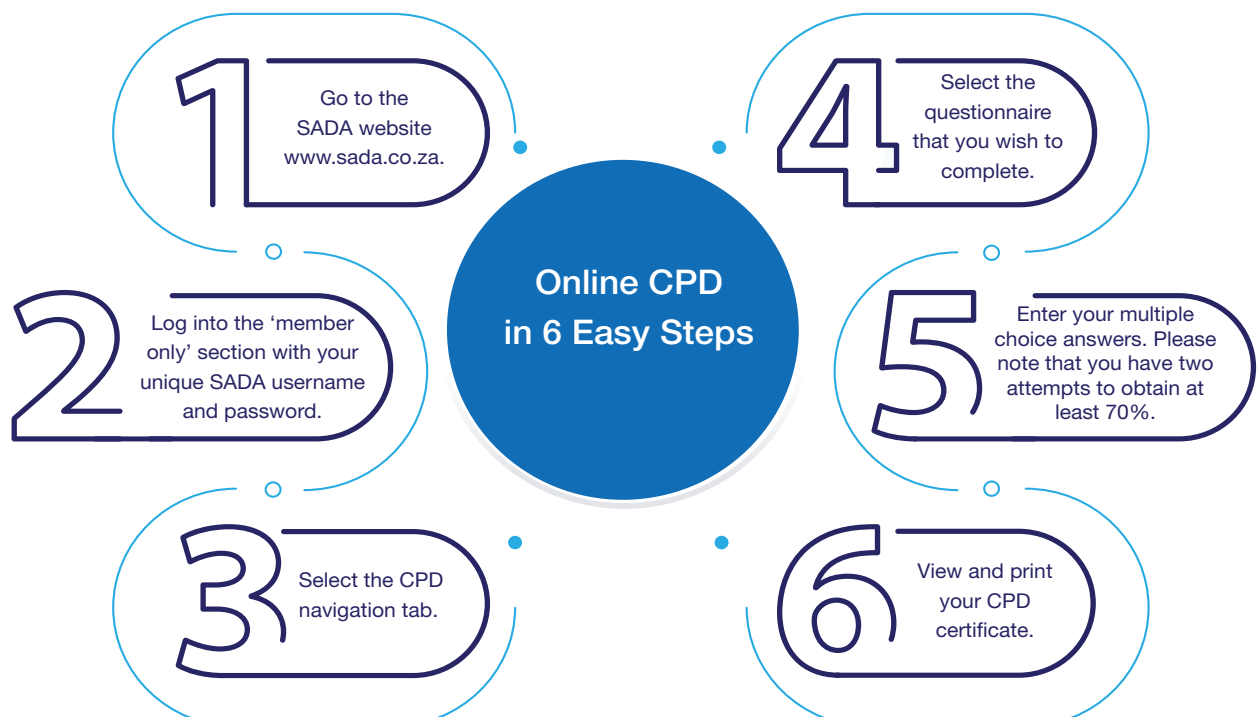 Online CPD
in 6 Easy Steps
1
Go to the
SADA website
www.sada.co.za.
2
Log into the ‘member
only’ section with your
unique SADA username
and password.
3
Select the CPD
navigation tab.
4
Select the
questionnaire
that you wish to
complete.
5
Enter your multiple
choice answers. Please
note that you have two
attempts to obtain at
least 70%.
6
View and print
your CPD
certificate.